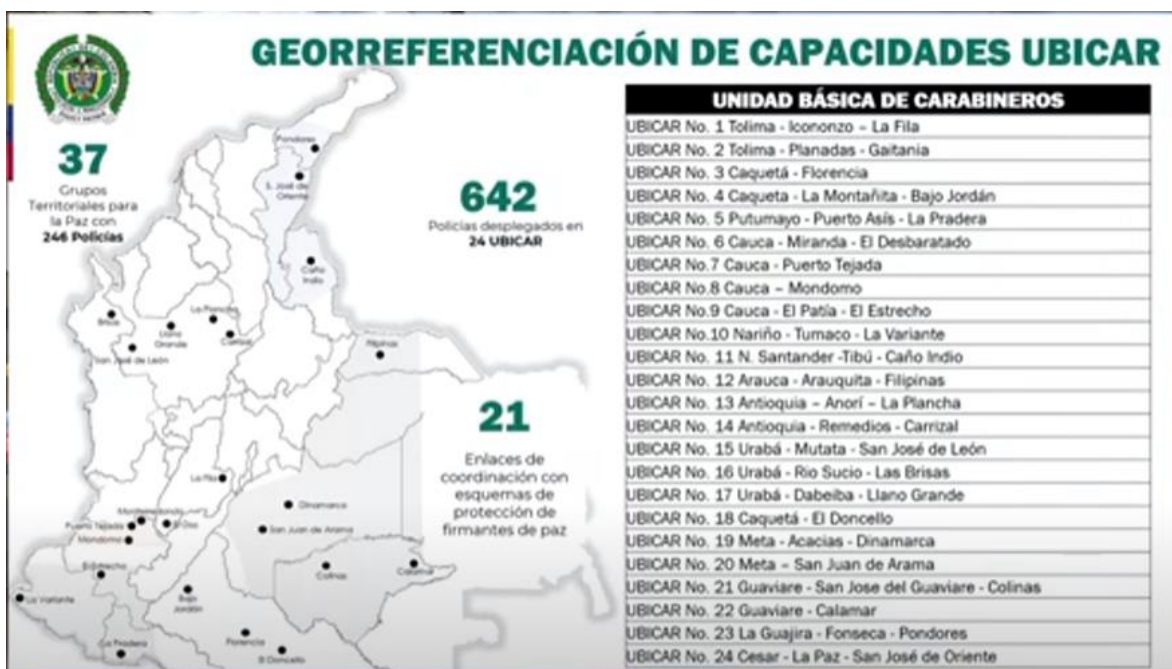 GEORREFERENCIACIÓN DE CAPACIDADES UBICAR
37
Grupos
Territoriales para
la Paz con
246 Policías
642
Policías desplegados en
24 UBICAR
21
Enlaces de
coordinación con
esquemas de
protección de
firmantes de paz
Pondores
S. José de
Oriente
Caño
Indio
La Plancha
Brisas
Llano
Grande
Carrizal
San José de León
Filipinas
La Fila
Dinamarca
Monterredondo
Puerto Tejada
El Oso
San Juan de Arama
Mondomo
El Estrecho
Colinas
Calamar
La Variante
Bajo
Jordán
La Pradera
Florencia
El Doncello
UNIDAD BÁSICA DE CARABINEROS
UBICAR No. 1 Tolima - Icononzo – La Fila
UBICAR No. 2 Tolima - Planadas - Gaitania
UBICAR No. 3 Caquetá - Florencia
UBICAR No. 4 Caqueta - La Montañita - Bajo Jordán
UBICAR No. 5 Putumayo - Puerto Asís - La Pradera
UBICAR No. 6 Cauca - Miranda - El Desbaratado
UBICAR No.7 Cauca - Puerto Tejada
UBICAR No.8 Cauca – Mondomo
UBICAR No.9 Cauca - El Patía - El Estrecho
UBICAR No.10 Nariño - Tumaco - La Variante
UBICAR No. 11 N. Santander -Tibú - Caño Indio
UBICAR No. 12 Arauca - Arauquita - Filipinas
UBICAR No. 13 Antioquia – Anorí – La Plancha
UBICAR No. 14 Antioquia - Remedios - Carrizal
UBICAR No. 15 Urabá - Mutata - San José de León
UBICAR No. 16 Urabá - Rio Sucio - Las Brisas
UBICAR No. 17 Urabá - Dabeiba - Llano Grande
UBICAR No. 18 Caquetá - El Doncello
UBICAR No. 19 Meta - Acacias - Dinamarca
UBICAR No. 20 Meta – San Juan de Arama
UBICAR No. 21 Guaviare - San Jose del Guaviare - Colinas
UBICAR No. 22 Guaviare - Calamar
UBICAR No. 23 La Guajira - Fonseca - Pondores
UBICAR No. 24 Cesar - La Paz - San José de Oriente